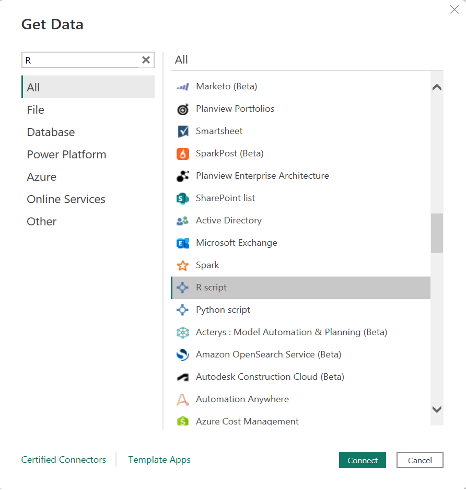 Get Data
R
All
File
Database
Power Platform
Azure
Online Services
Other
All
Marketo (Beta)
Planview Portfolios
Smartsheet
SparkPost (Beta)
Planview Enterprise Architecture
SharePoint list
Active Directory
Microsoft Exchange
Spark
R script
Python script
Acterys : Model Automation & Planning (Beta)
Amazon OpenSearch Service (Beta)
Autodesk Construction Cloud (Beta)
Automation Anywhere
Azure Cost Management
Certified Connectors
Template Apps
Connect
Cancel